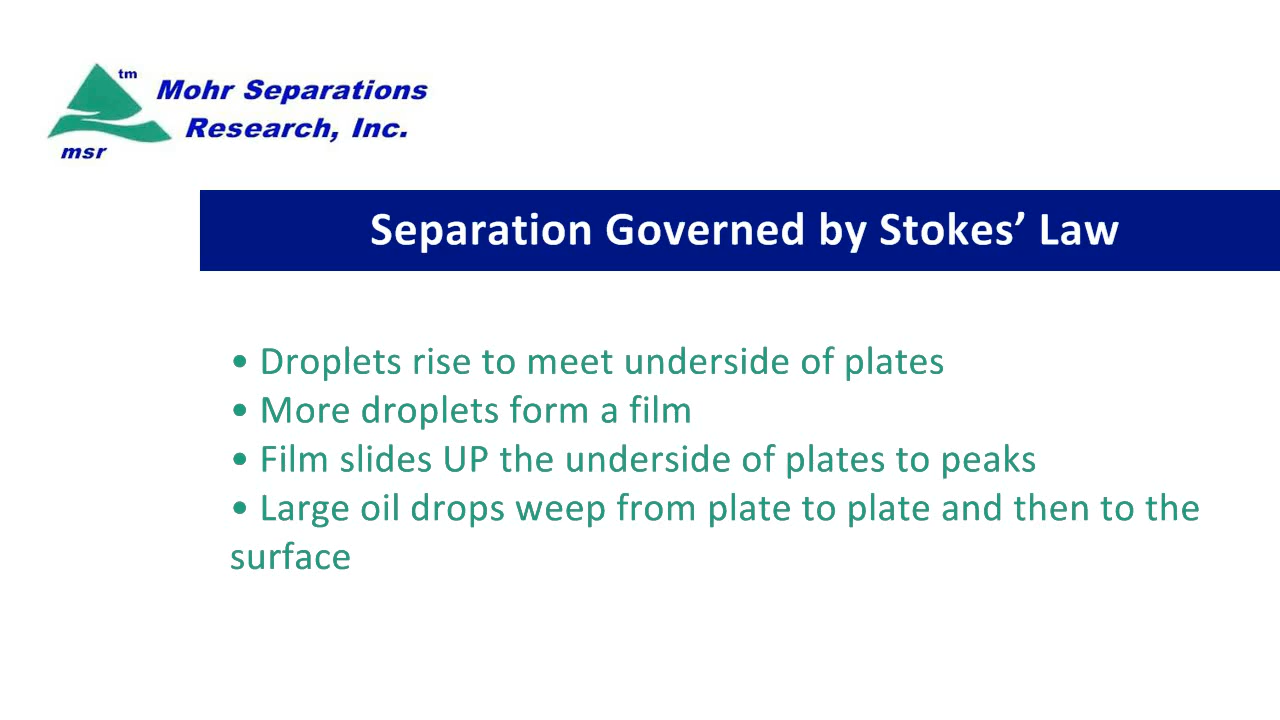 tm
Mohr Separations
Research, Inc.
msr
Separation Governed by Stokes’ Law
• Droplets rise to meet underside of plates
• More droplets form a film
• Film slides UP the underside of plates to peaks
• Large oil drops weep from plate to plate and then to the
surface